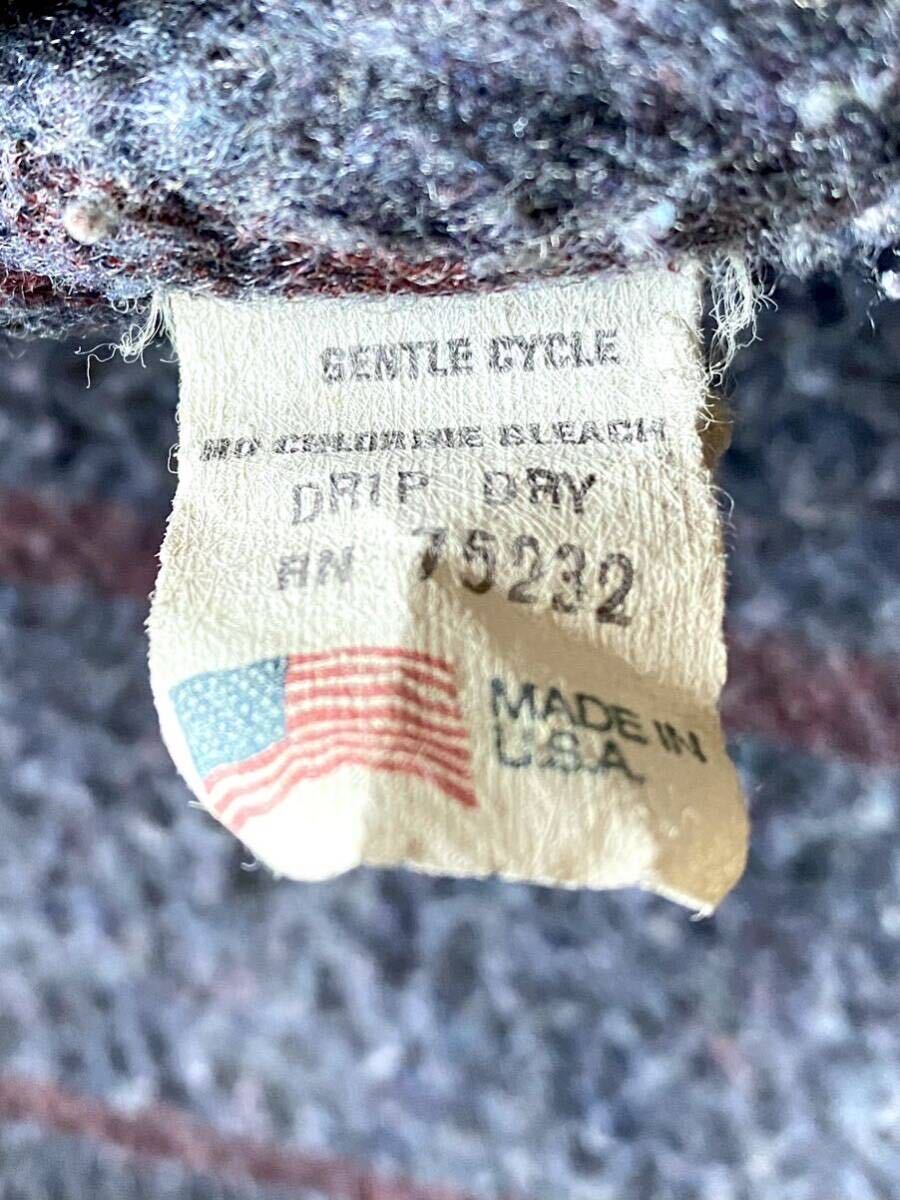 GENTLE CYCLE
NO CHLORINE BLEACH
DRIP DRY
RN 75232
MADE IN
U.S.A.